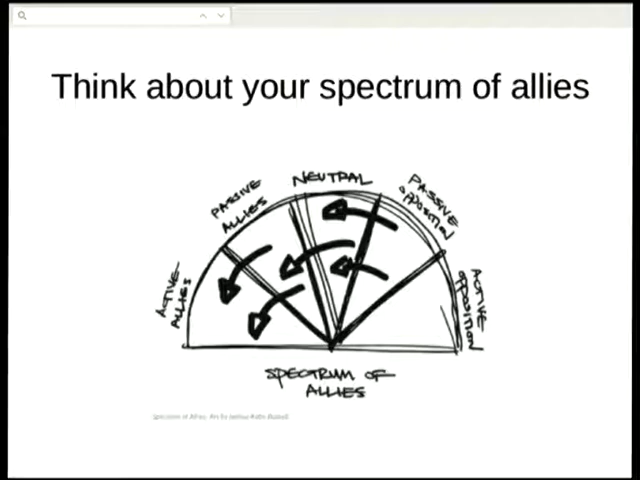 Think about your spectrum of allies
NEUTRAL
PASSIVE
ALLIES
PASSIVE
opposition
ACTIVE
ALLIES
ACTIVE
opposition
SPECTRUM OF
ALLIES